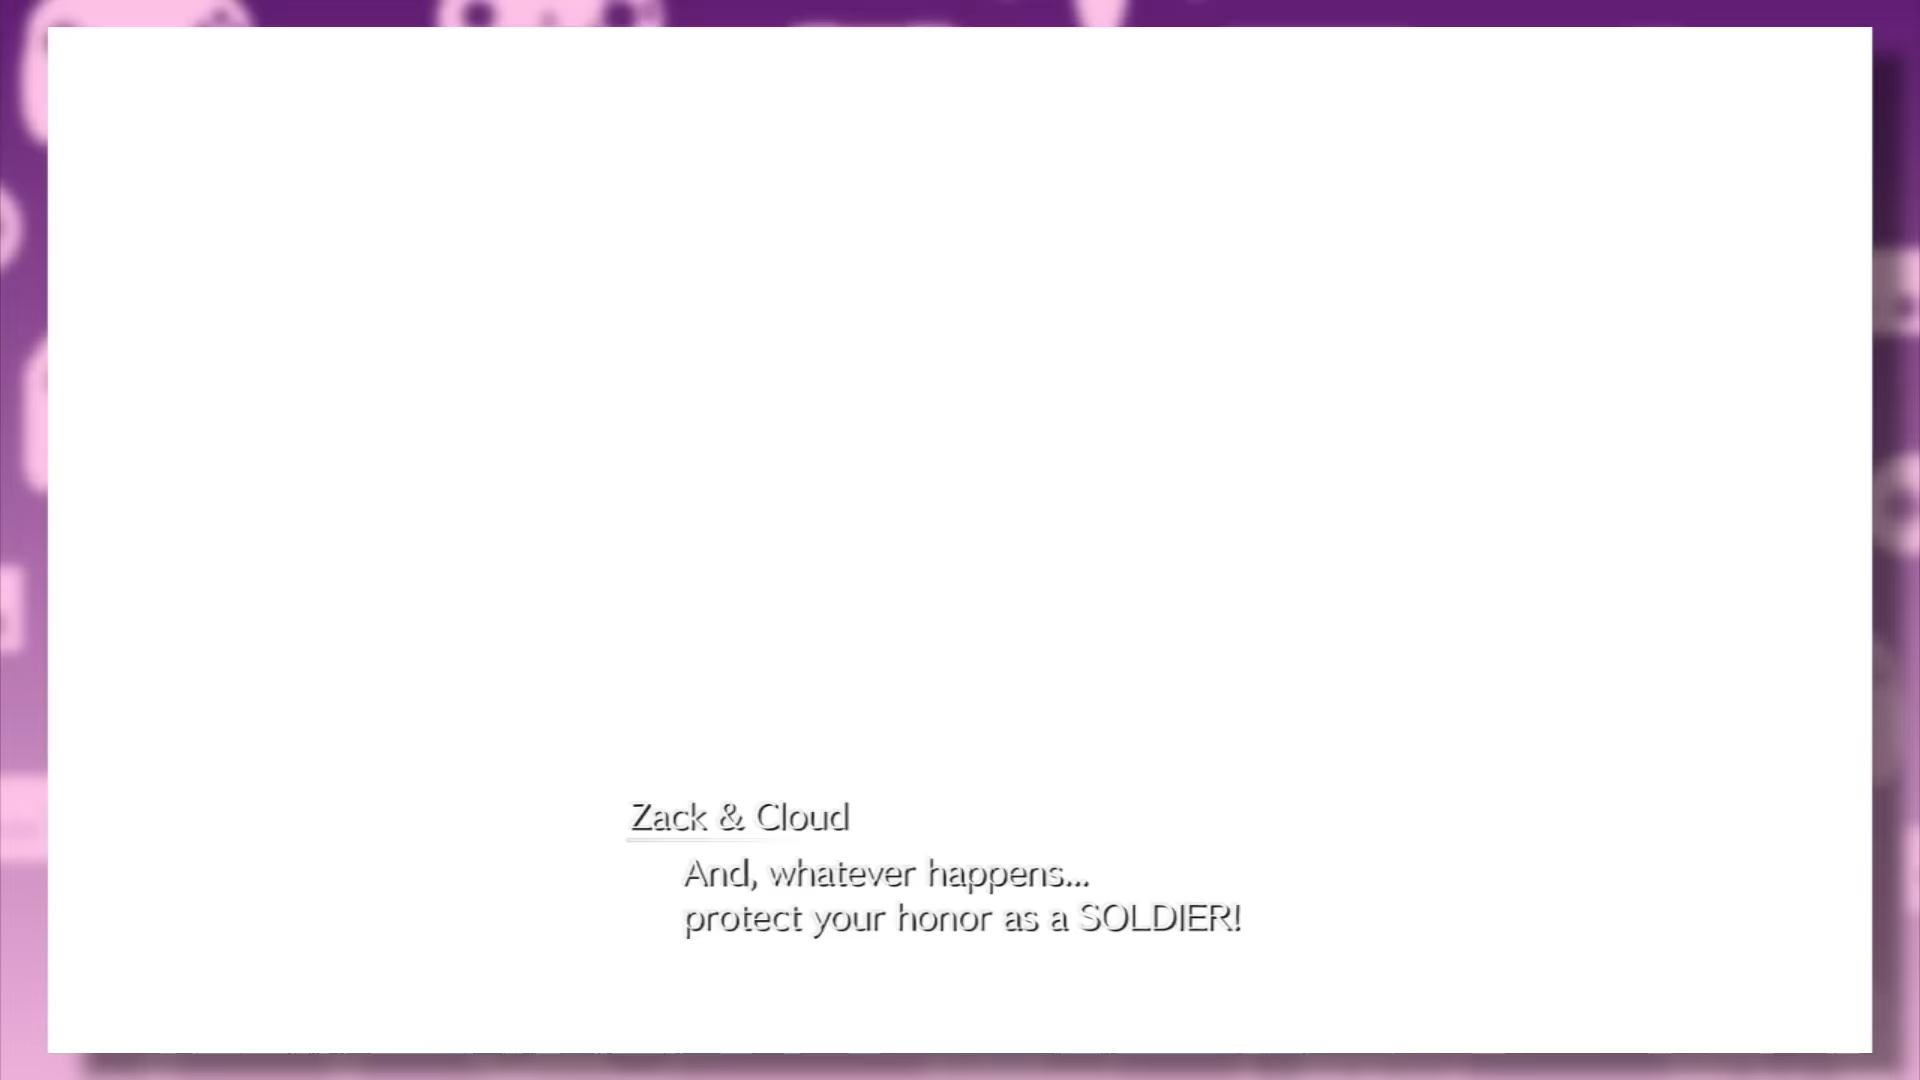 Zack & Cloud
And, whatever happens...
protect your honor as a SOLDIER!